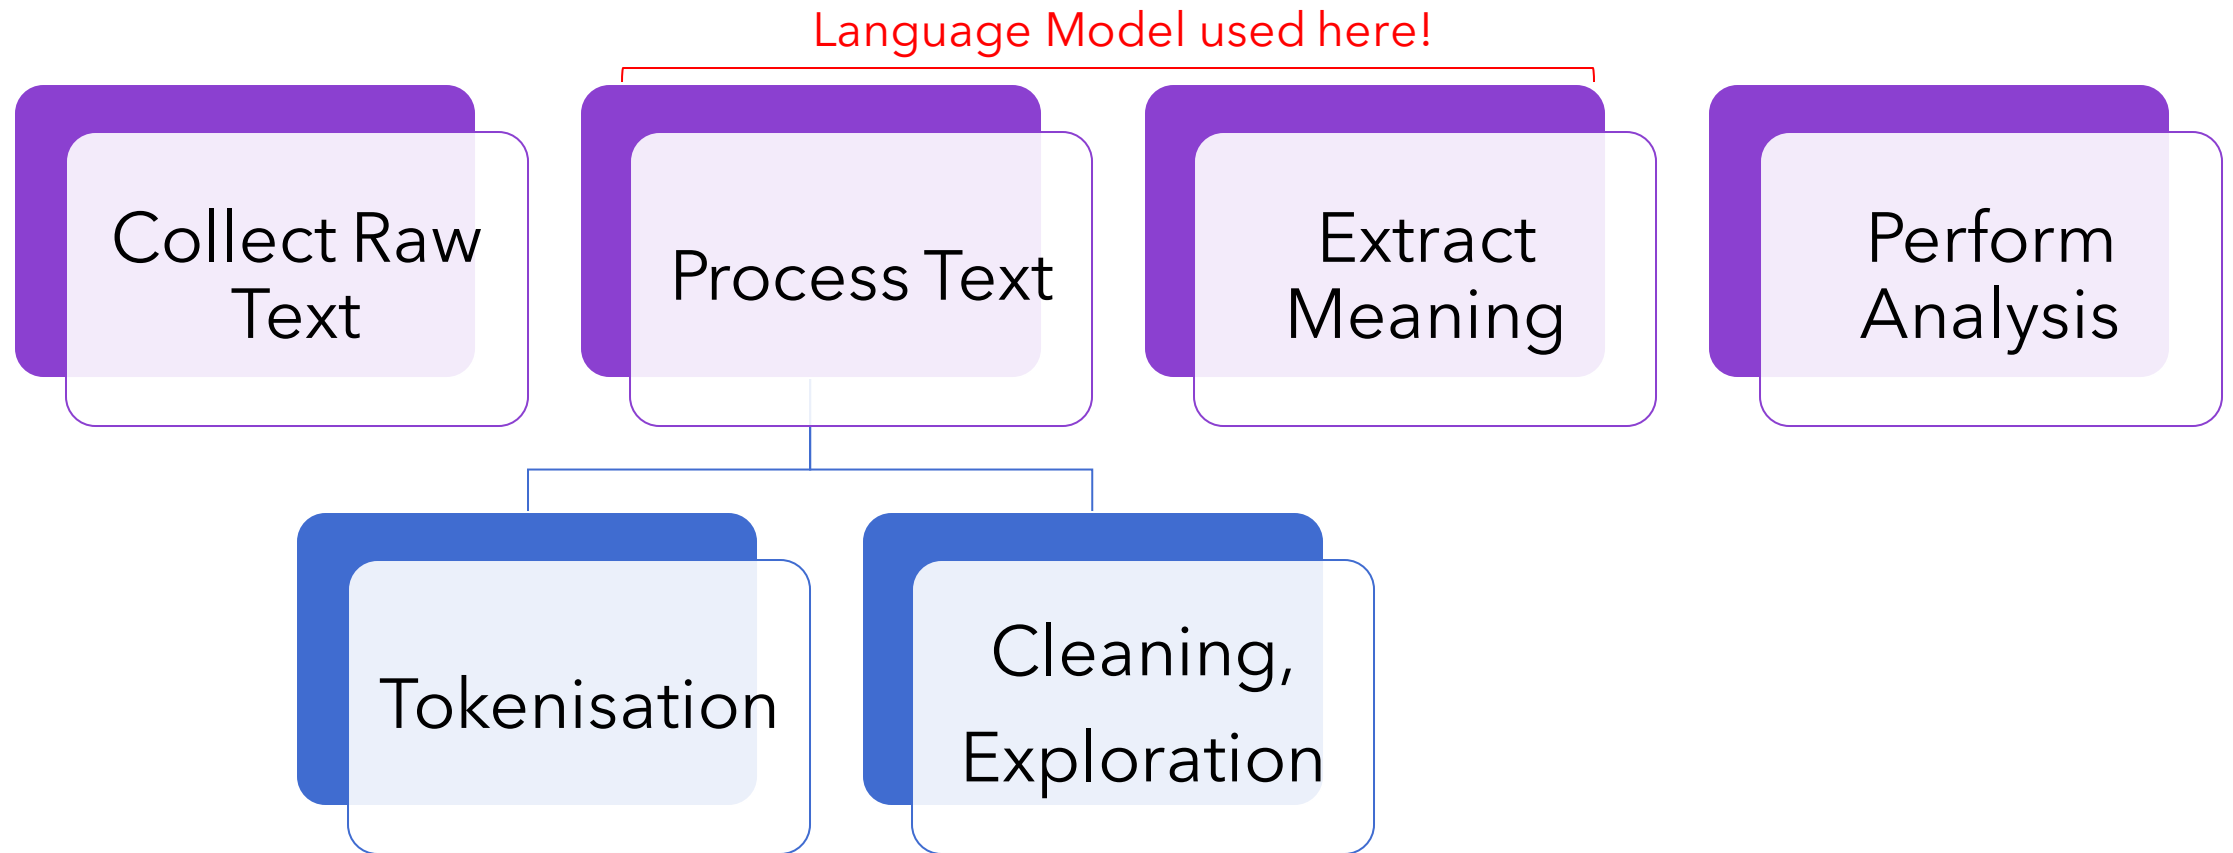 Language Model used here!
Collect Raw
Text
Process Text
Extract
Meaning
Perform
Analysis
Tokenisation
Cleaning,
Exploration